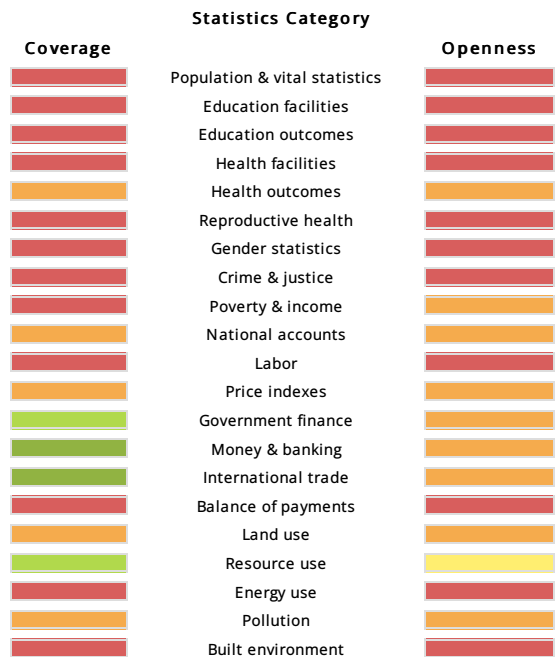 Statistics Category
Coverage Openness
Population & vital statistics
Education facilities
Education outcomes
Health facilities
Health outcomes
Reproductive health
Gender statistics
Crime & justice
Poverty & income
National accounts
Labor
Price indexes
Government finance
Money & banking
International trade
Balance of payments
Land use
Resource use
Energy use
Pollution
Built environment